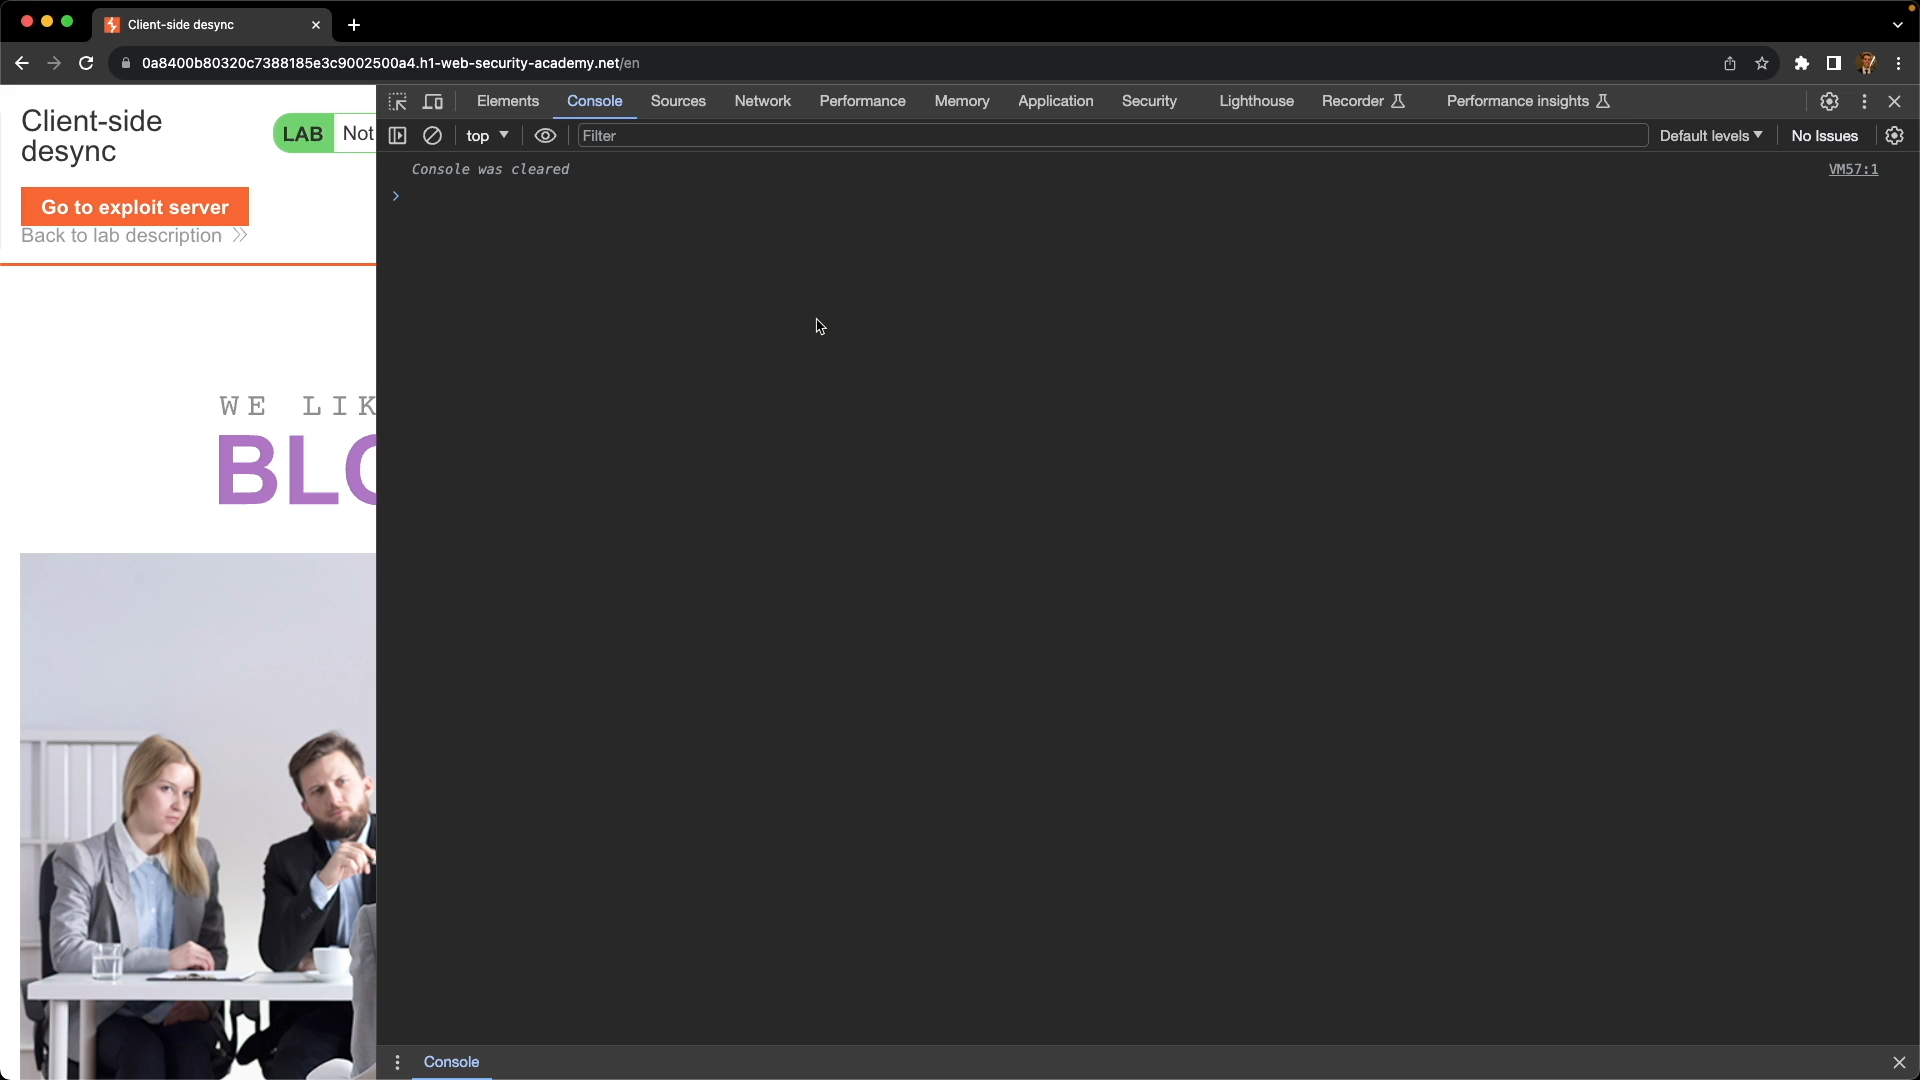 Client-side desync
0a8400b80320c7388185e3c9002500a4.h1-web-security-academy.net/en
Client-side
desync
LAB Not
Go to exploit server
Back to lab description
WE LIK
BLO
Elements Console Sources Network Performance Memory Application Security Lighthouse Recorder Performance insights
top Filter Default levels No Issues
Console was cleared VM57:1
Console